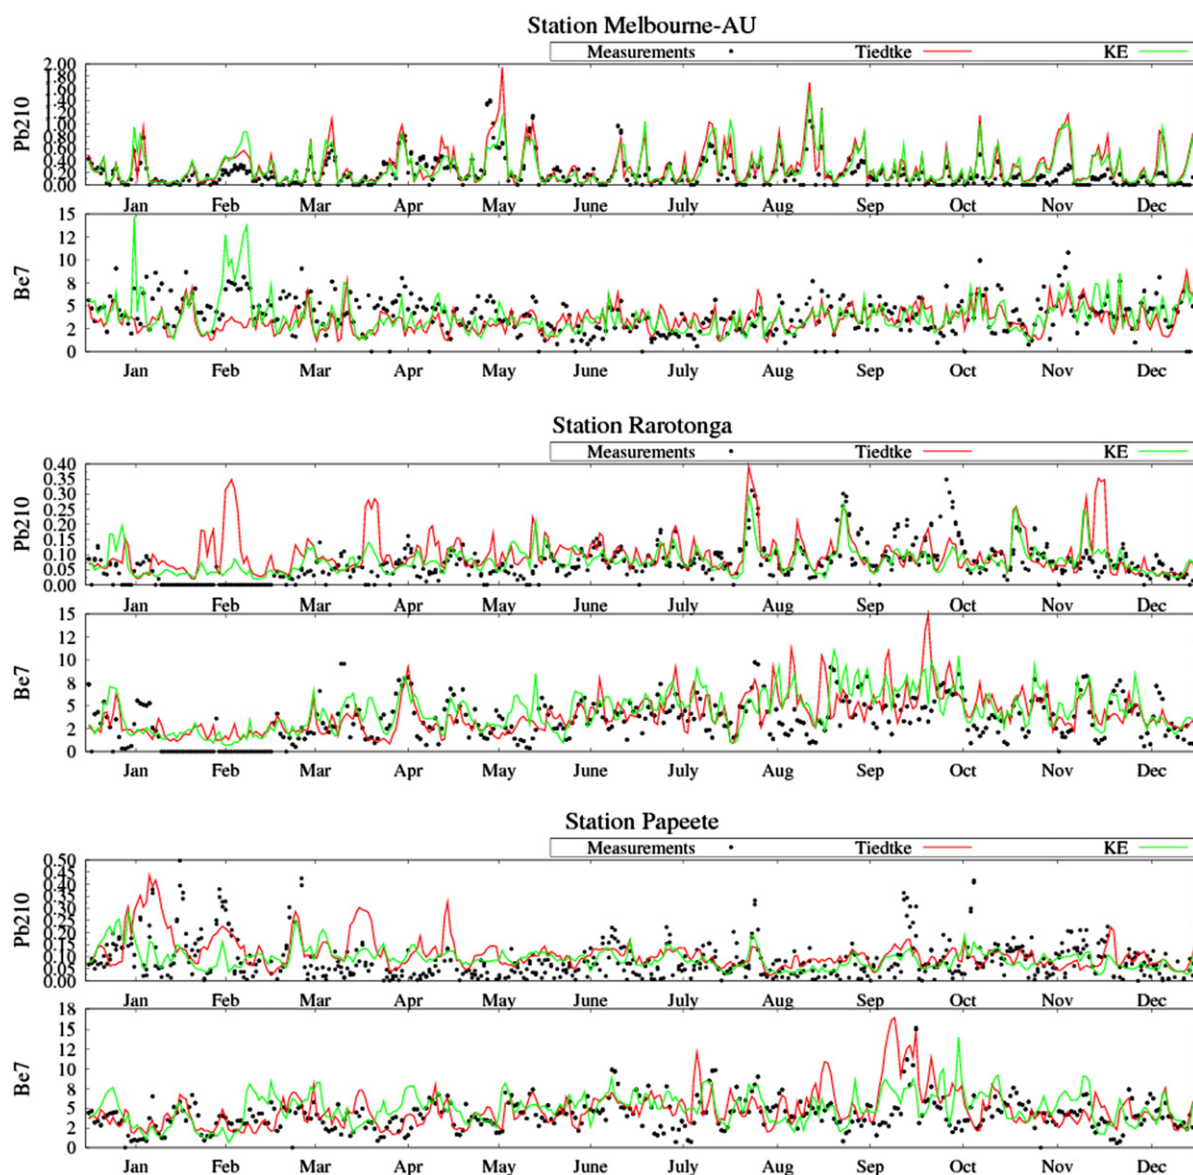 Station Melbourne-AU
Measurements Tiedtke KE
Pb210
2.00
1.80
1.60
1.40
1.20
1.00
0.80
0.60
0.40
0.20
0.00
Jan Feb Mar Apr May June July Aug Sep Oct Nov Dec
Be7
15
12
10
8
5
2
0
Jan Feb Mar Apr May June July Aug Sep Oct Nov Dec
Station Rarotonga
Measurements Tiedtke KE
Pb210
0.40
0.35
0.30
0.25
0.20
0.15
0.10
0.05
0.00
Jan Feb Mar Apr May June July Aug Sep Oct Nov Dec
Be7
15
12
10
8
5
2
0
Jan Feb Mar Apr May June July Aug Sep Oct Nov Dec
Station Papeete
Measurements Tiedtke KE
Pb210
0.50
0.45
0.40
0.35
0.30
0.25
0.20
0.15
0.10
0.05
0.00
Jan Feb Mar Apr May June July Aug Sep Oct Nov Dec
Be7
18
15
12
10
8
5
2
0
Jan Feb Mar Apr May June July Aug Sep Oct Nov Dec